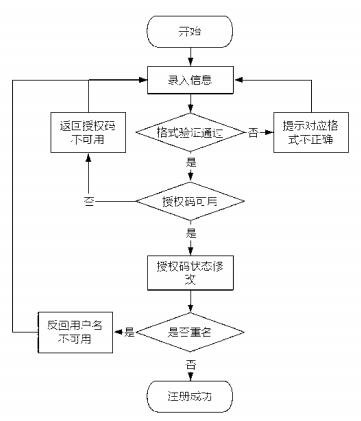 开始
录入信息
返回授权码
不可用
格式验证通过
否
提示对应格
式不正确
是
授权码可用
否
是
授权码状态修
改
反回用户名
不可用
是
是否重名
否
注册成功